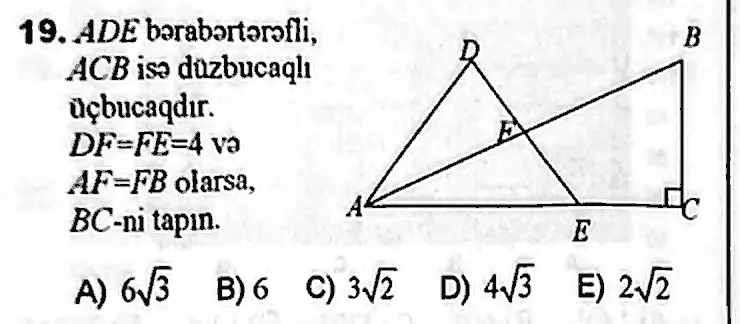 19. ADE bərabərtərəfli,
ACB isə düzbucaqlı
üçbucaqdır.
DF=FE=4 və
AF=FB olarsa,
BC-ni tapın.
D
B
F
A
E
C
A) 6√3 B) 6 C) 3√2 D) 4√3 E) 2√2